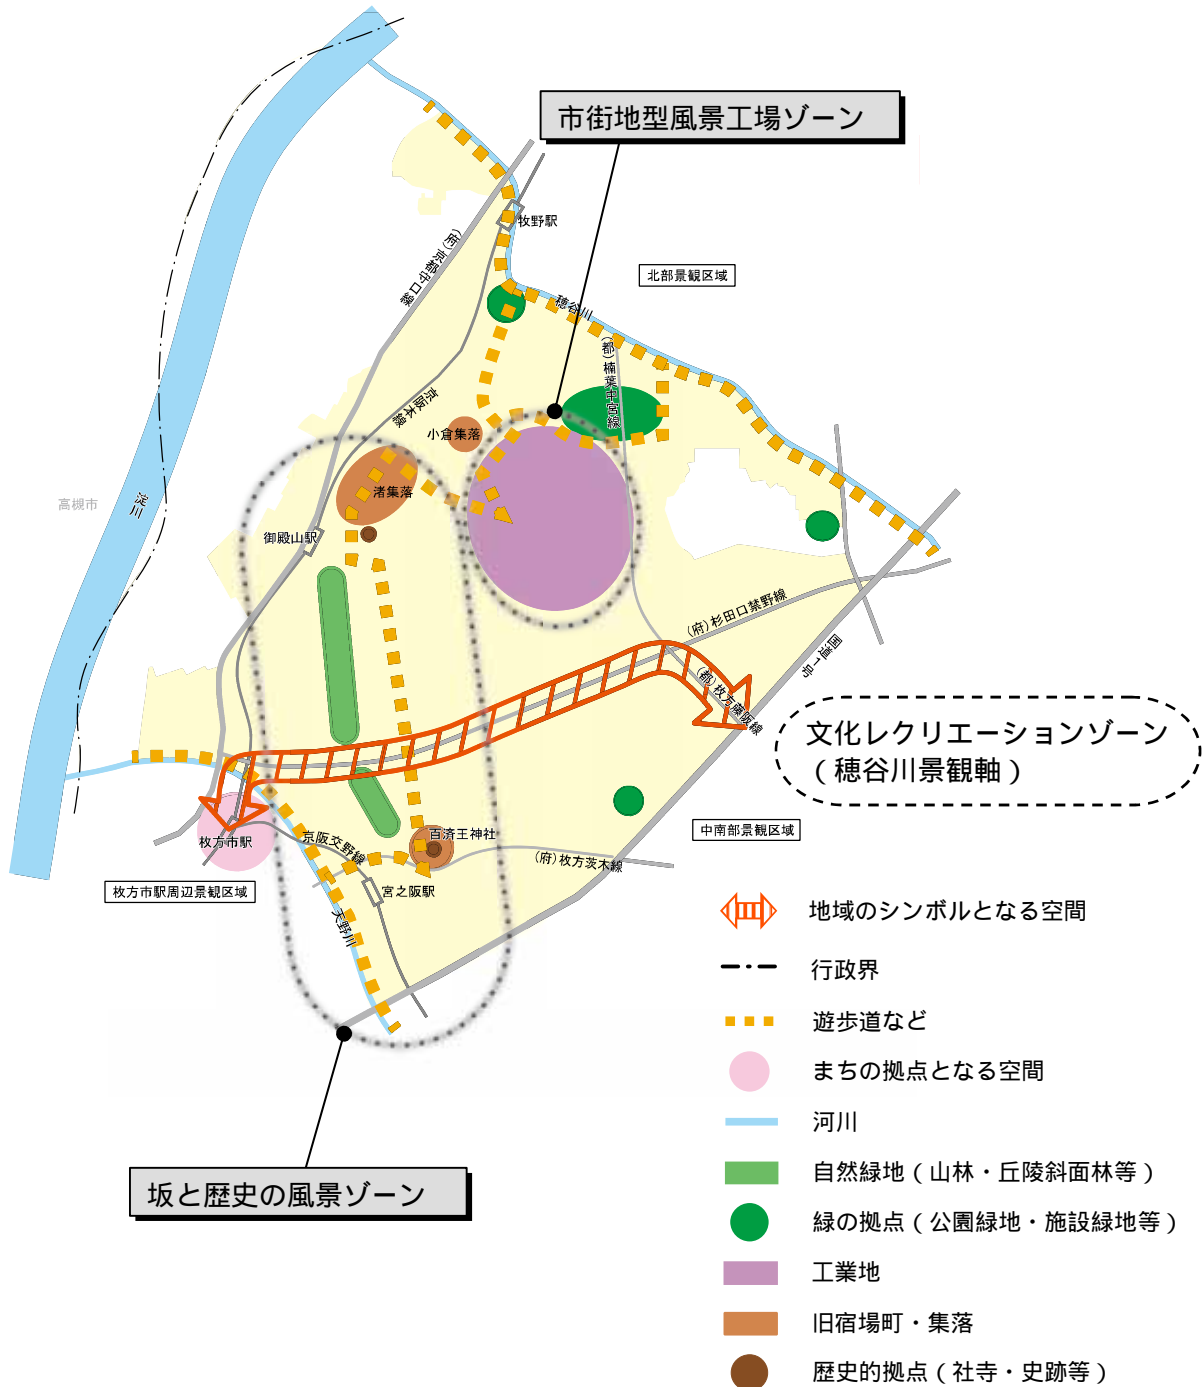 市街地型風景工場ゾーン
牧野駅
(府)京都守口線
北部景観区域
穂谷川
(都)楠葉中宮線
京阪本線
小倉集落
渚集落
高槻市
淀川
御殿山駅
(府)杉田口禁野線
国道1号
(都)枚方藤阪線
文化レクリエーションゾーン
(穂谷川景観軸)
枚方市駅
京阪交野線
百済王神社
(府)枚方茨木線
中南部景観区域
枚方市駅周辺景観区域
宮之阪駅
天野川
坂と歴史の風景ゾーン
地域のシンボルとなる空間
行政界
遊歩道など
まちの拠点となる空間
河川
自然緑地(山林・丘陵斜面林等)
緑の拠点(公園緑地・施設緑地等)
工業地
旧宿場町・集落
歴史的拠点(社寺・史跡等)